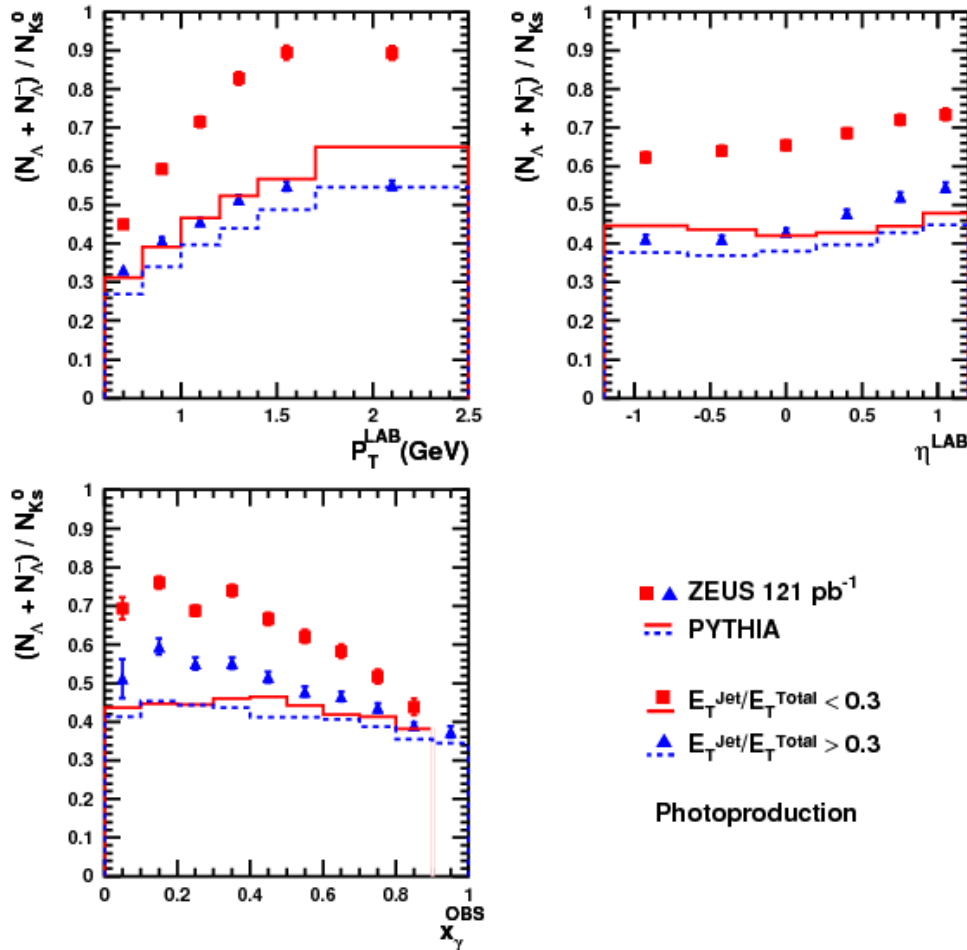 (N_Λ + N_Λ̄) / N_Ks^0
1
0.9
0.8
0.7
0.6
0.5
0.4
0.3
0.2
0.1
0
1 1.5 2 2.5
P_T^LAB(GeV)
(N_Λ + N_Λ̄) / N_Ks^0
1
0.9
0.8
0.7
0.6
0.5
0.4
0.3
0.2
0.1
0
-1 -0.5 0 0.5 1
η^LAB
(N_Λ + N_Λ̄) / N_Ks^0
1
0.9
0.8
0.7
0.6
0.5
0.4
0.3
0.2
0.1
0
0 0.2 0.4 0.6 0.8 1
x_γ^OBS
ZEUS 121 pb^-1
PYTHIA
E_T^Jet/E_T^Total < 0.3
E_T^Jet/E_T^Total > 0.3
Photoproduction